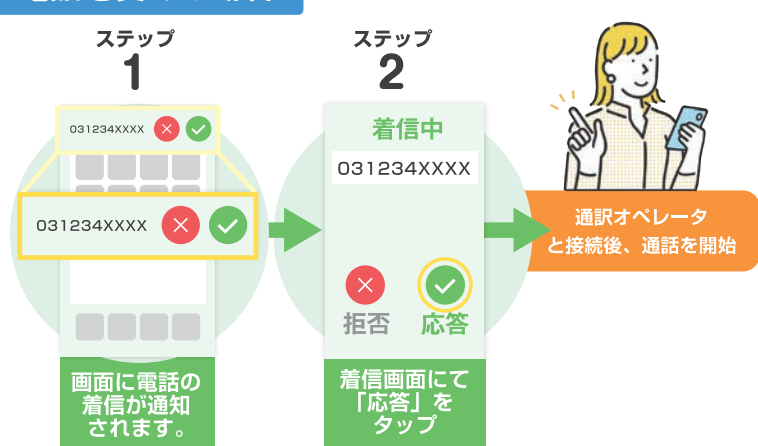 ステップ
1
031234XXXX
031234XXXX
画面に電話の
着信が通知
されます。
ステップ
2
着信中
031234XXXX
拒否
応答
着信画面にて
「応答」を
タップ
通訳オペレータ
と接続後、通話を開始